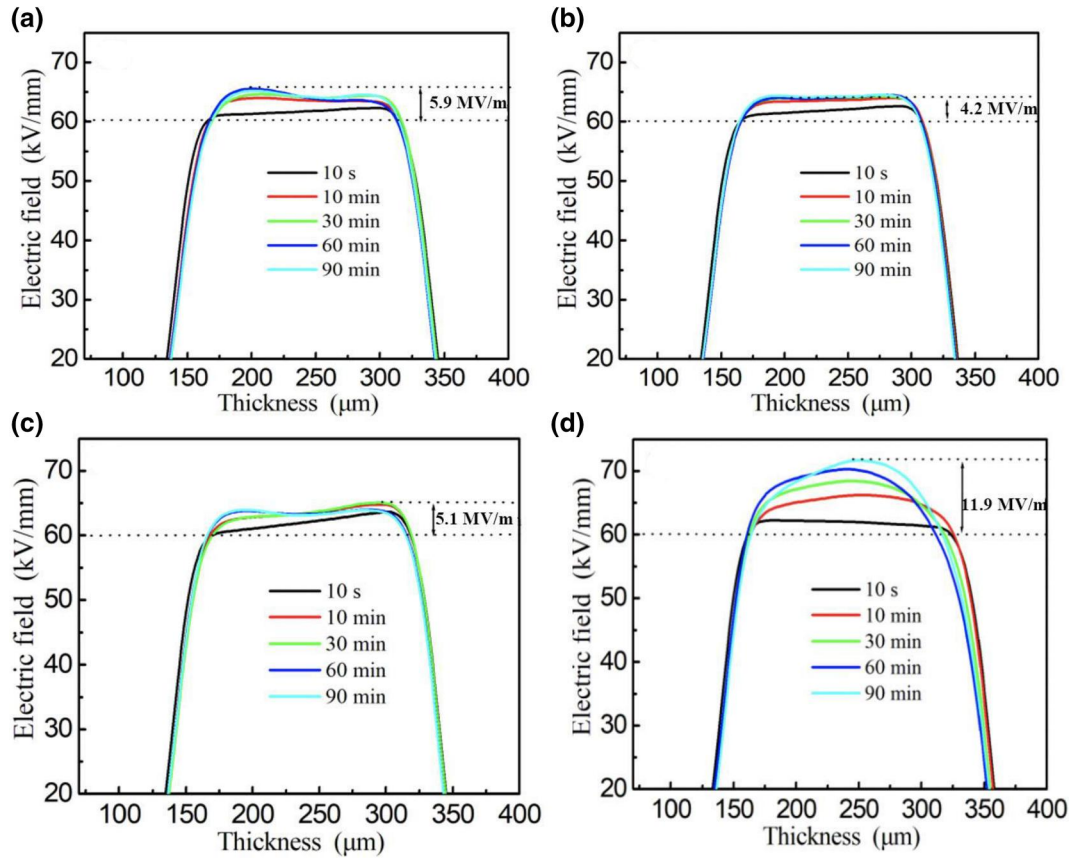 (a)
70
60
50
40
30
20
100 150 200 250 300 350 400
Electric field (kV/mm)
Thickness (μm)
5.9 MV/m
10 s
10 min
30 min
60 min
90 min
(b)
70
60
50
40
30
20
100 150 200 250 300 350 400
Electric field (kV/mm)
Thickness (μm)
4.2 MV/m
10 s
10 min
30 min
60 min
90 min
(c)
70
60
50
40
30
20
100 150 200 250 300 350 400
Electric field (kV/mm)
Thickness (μm)
5.1 MV/m
10 s
10 min
30 min
60 min
90 min
(d)
70
60
50
40
30
20
100 150 200 250 300 350 400
Electric field (kV/mm)
Thickness (μm)
11.9 MV/m
10 s
10 min
30 min
60 min
90 min